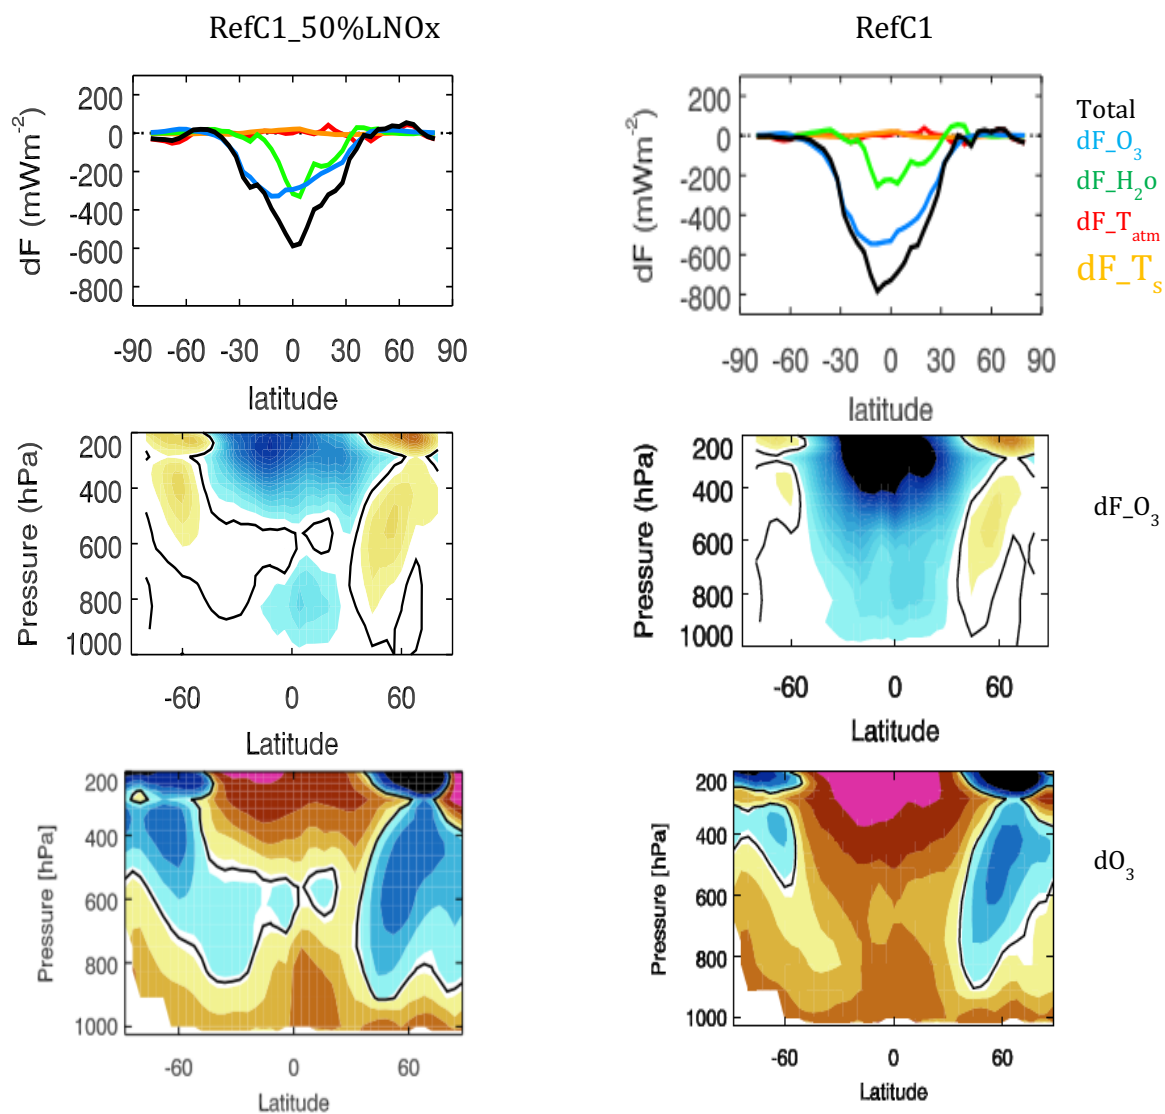 RefC1_50%LNOx
RefC1
200
0
-200
-400
-600
-800
dF (mWm⁻²)
-90 -60 -30 0 30 60 90
latitude
200
0
-200
-400
-600
-800
dF (mWm⁻²)
-90 -60 -30 0 30 60 90
latitude
Total
dF_O₃
dF_H₂o
dF_Tatm
dF_Ts
200
400
600
800
1000
Pressure (hPa)
-60 0 60
Latitude
200
400
600
800
1000
Pressure (hPa)
-60 0 60
Latitude
dF_O₃
200
400
600
800
1000
Pressure [hPa]
-60 0 60
Latitude
200
400
600
800
1000
Pressure [hPa]
-60 0 60
Latitude
dO₃